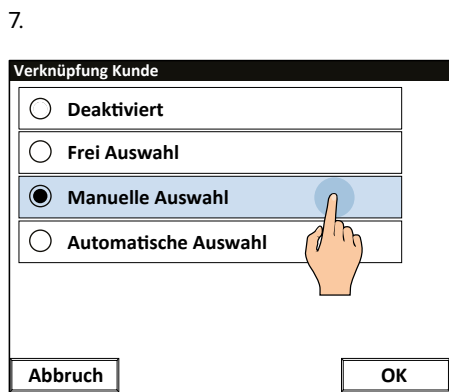 7.
Verknüpfung Kunde
Deaktiviert
Frei Auswahl
Manuelle Auswahl
Automatische Auswahl
Abbruch OK